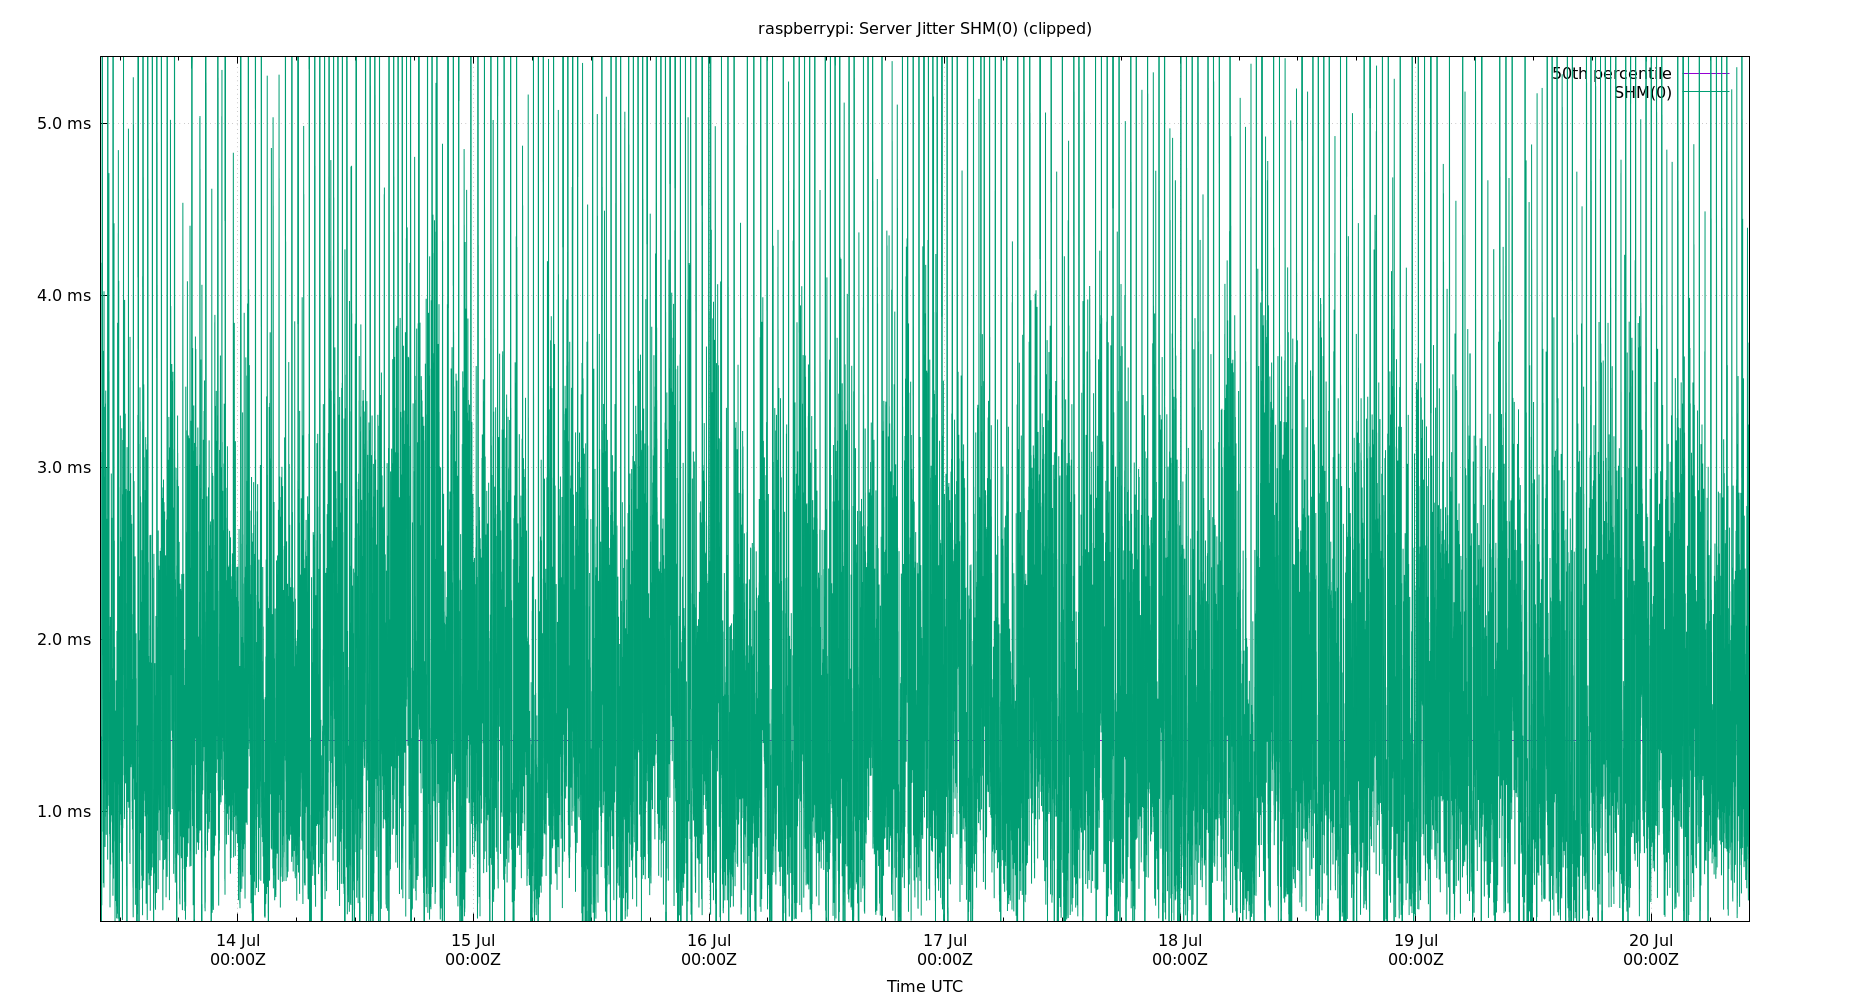 raspberrypi: Server Jitter SHM(0) (clipped)
50th percentile
SHM(0)
5.0 ms
4.0 ms
3.0 ms
2.0 ms
1.0 ms
14 Jul 15 Jul 16 Jul 17 Jul 18 Jul 19 Jul 20 Jul
00:00Z 00:00Z 00:00Z 00:00Z 00:00Z 00:00Z 00:00Z
Time UTC